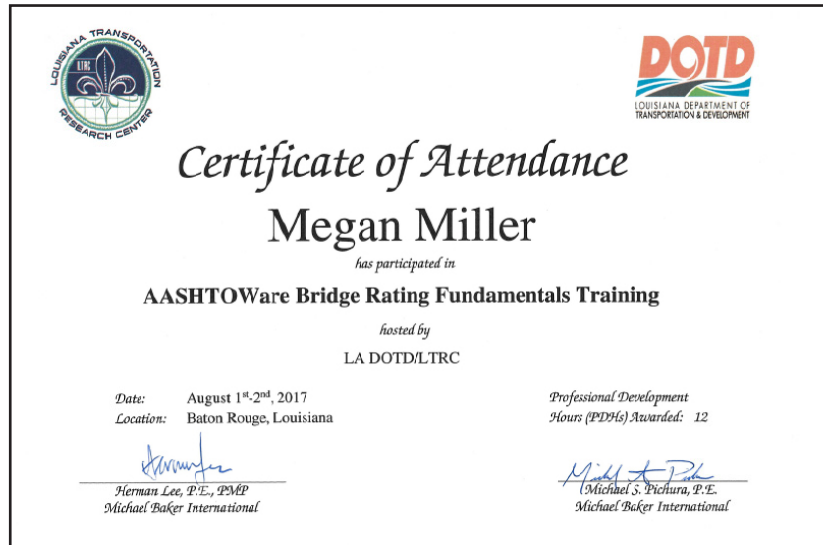 LOUISIANA TRANSPORTATION
LTRC
RESEARCH CENTER
DOTD
LOUISIANA DEPARTMENT OF
TRANSPORTATION & DEVELOPMENT
Certificate of Attendance
Megan Miller
has participated in
AASHTOWare Bridge Rating Fundamentals Training
hosted by
LA DOTD/LTRC
Date: August 1st-2nd, 2017
Location: Baton Rouge, Louisiana
Professional Development
Hours (PDHs) Awarded: 12
Herman Lee, P.E., PMP
Michael Baker International
Michael S. Pichura, P.E.
Michael Baker International